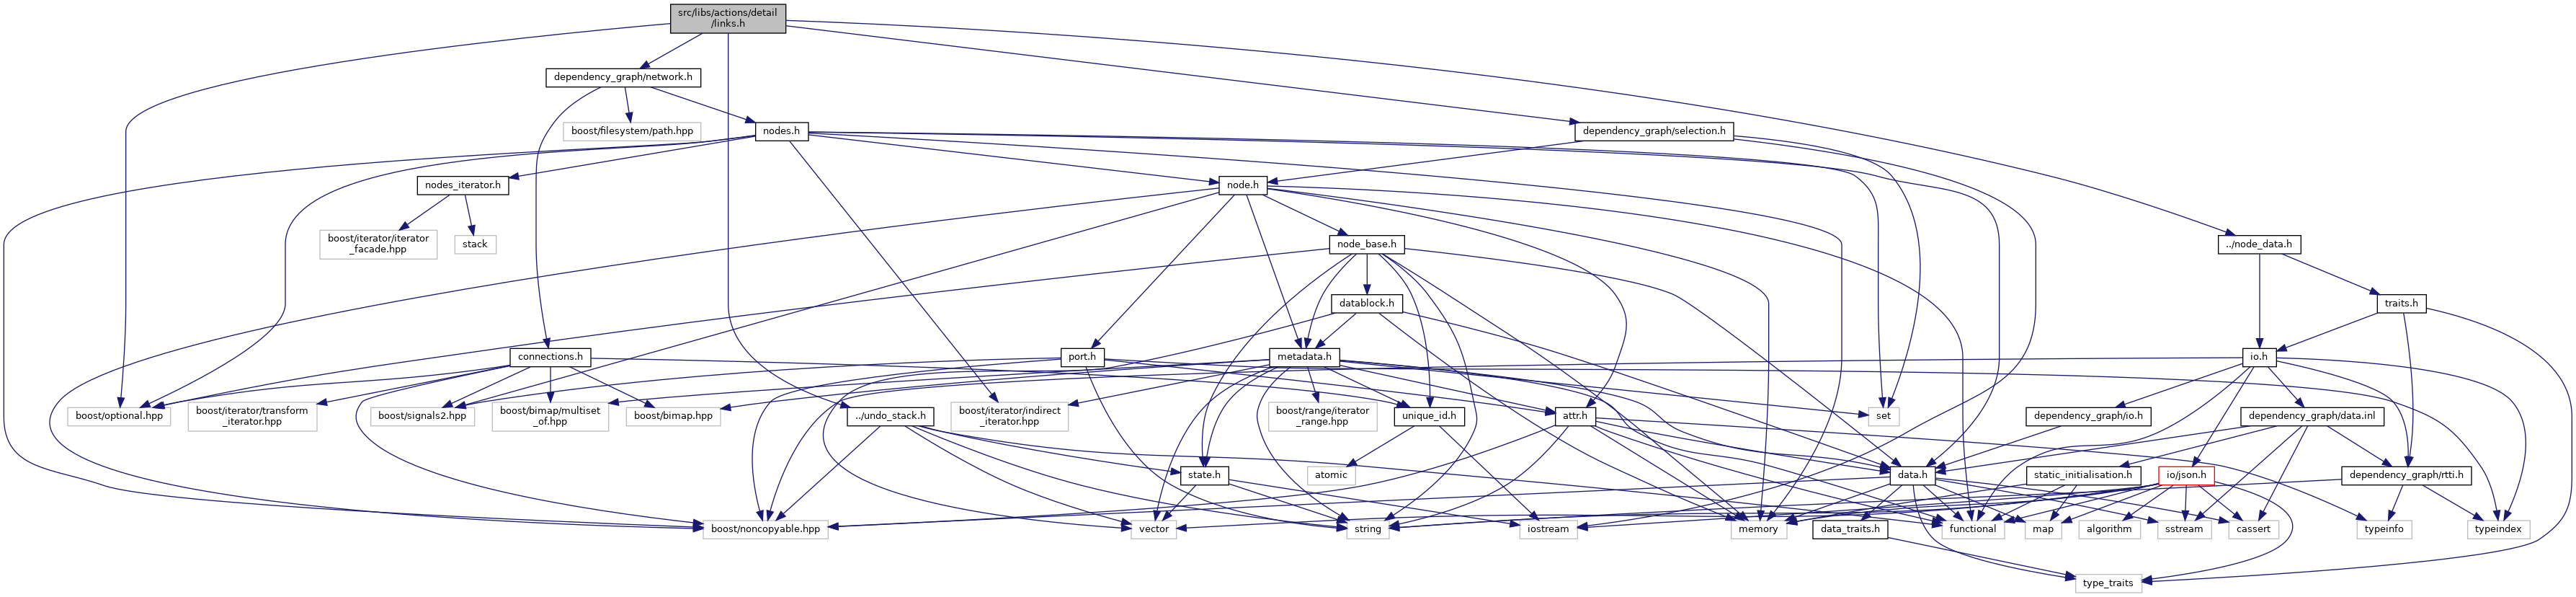 src/libs/actions/detail
/links.h
dependency_graph/network.h
boost/filesystem/path.hpp
nodes.h
dependency_graph/selection.h
nodes_iterator.h
node.h
boost/iterator/iterator
_facade.hpp
stack
node_base.h
../node_data.h
datablock.h
traits.h
connections.h
port.h
metadata.h
io.h
boost/optional.hpp
boost/iterator/transform
_iterator.hpp
boost/signals2.hpp
boost/bimap/multiset
_of.hpp
boost/bimap.hpp
../undo_stack.h
boost/iterator/indirect
_iterator.hpp
boost/range/iterator
_range.hpp
unique_id.h
attr.h
set
dependency_graph/io.h
dependency_graph/data.inl
atomic
state.h
data.h
static_initialisation.h
io/json.h
dependency_graph/rtti.h
boost/noncopyable.hpp
vector
string
iostream
memory
data_traits.h
functional
map
algorithm
sstream
cassert
typeinfo
typeindex
type_traits